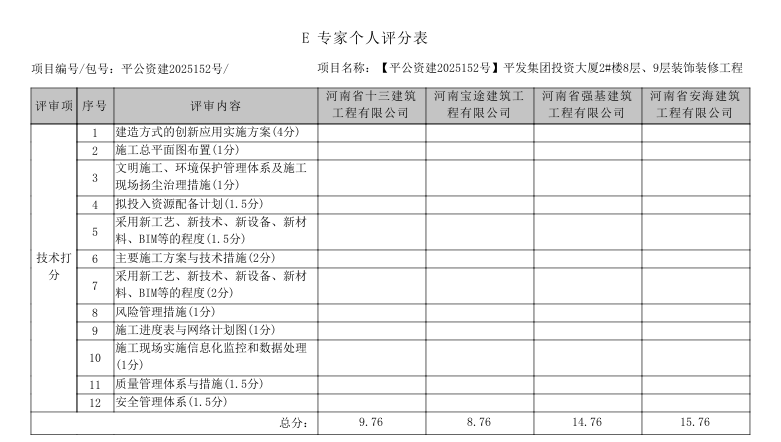 E 专家个人评分表
项目编号/包号: 平公资建2025152号/
项目名称: 【平公资建2025152号】平发集团投资大厦2#楼8层、9层装饰装修工程
评审项 序号 评审内容 河南省十三建筑工程有限公司 河南宝途建筑工程有限公司 河南省强基建筑工程有限公司 河南省安海建筑工程有限公司
技术打分
1 建造方式的创新应用实施方案(4分)
2 施工总平面图布置(1分)
3 文明施工、环境保护管理体系及施工
现场扬尘治理措施(1分)
4 拟投入资源配备计划(1.5分)
5 采用新工艺、新技术、新设备、新材
料、BIM等的程度(1.5分)
6 主要施工方案与技术措施(2分)
7 采用新工艺、新技术、新设备、新材
料、BIM等的程度(2分)
8 风险管理措施(1分)
9 施工进度表与网络计划图(1分)
10 施工现场实施信息化监控和数据处理
(1分)
11 质量管理体系与措施(1.5分)
12 安全管理体系(1.5分)
总分: 9.76 8.76 14.76 15.76